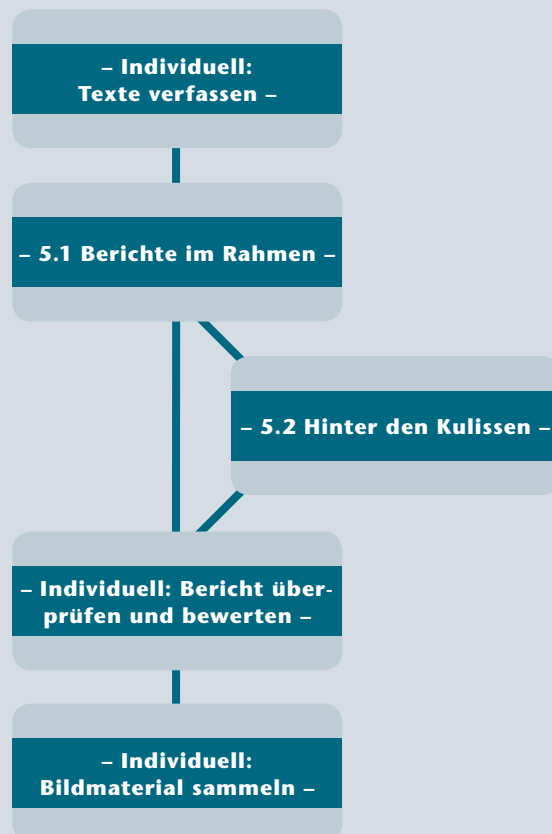 – Individuell:
Texte verfassen –
– 5.1 Berichte im Rahmen –
– 5.2 Hinter den Kulissen –
– Individuell: Bericht über-
prüfen und bewerten –
– Individuell:
Bildmaterial sammeln –